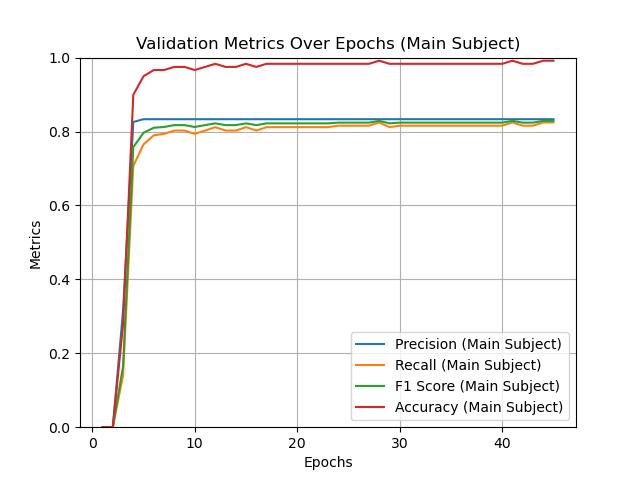 Validation Metrics Over Epochs (Main Subject)
1.0
0.8
0.6
0.4
0.2
0.0
Metrics
Precision (Main Subject)
Recall (Main Subject)
F1 Score (Main Subject)
Accuracy (Main Subject)
0 10 20 30 40
Epochs